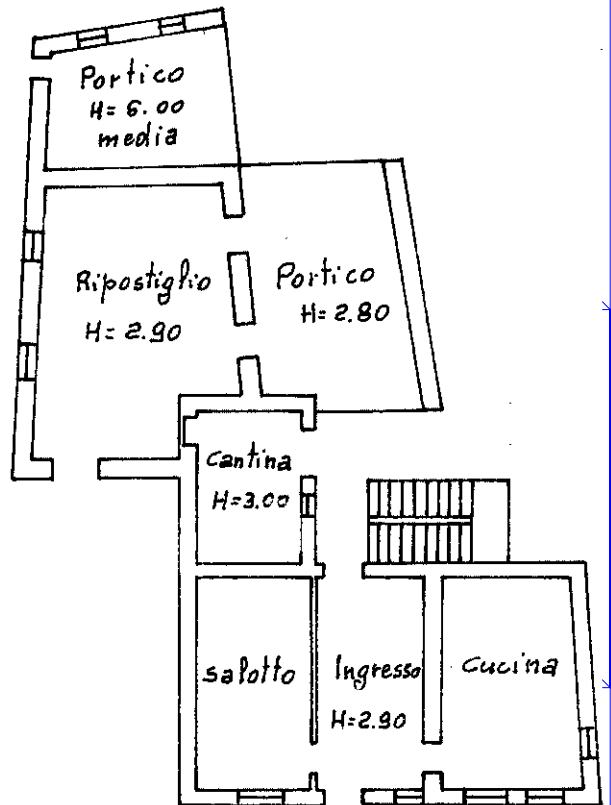 Portico
H= 6.00
media
Ripostiglio
H= 2.90
Portico
H= 2.80
Cantina
H=3.00
Salotto
Ingresso
H=2.90
Cucina